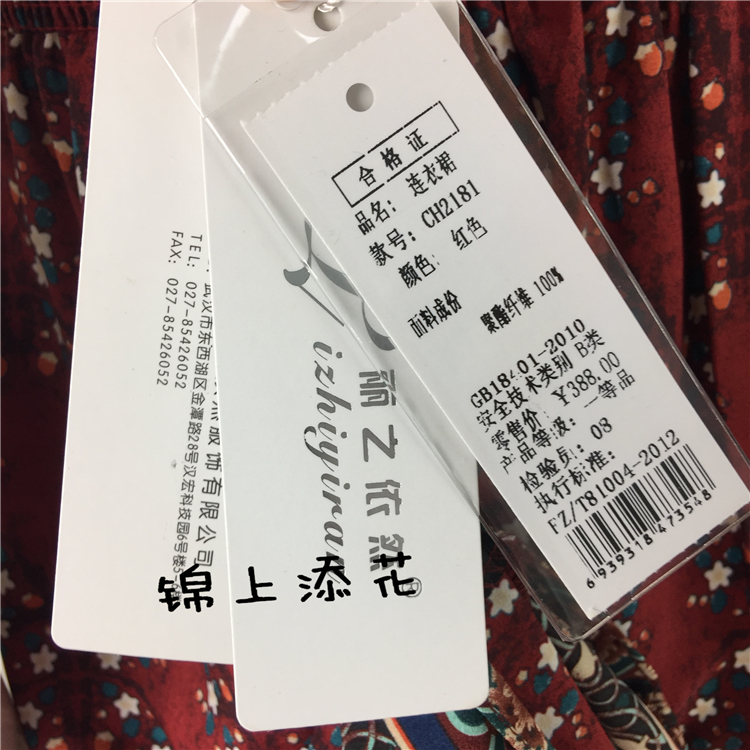 合格证
品名: 连衣裙
款号: CH2181
颜色: 红色
面料成份 聚酯纤维 100%
GB18401-2010
安全技术类别 B类
零售价: ¥388.00
产品等级: 一等品
检验员: 08
执行标准:
FZ/T81004-2012
6939318473548
丽之依然®
lizhiyiran
服饰有限公司
武汉市东西湖区金潭路28号汉宏科技园6号楼5-6
TEL: 027-85426052
FAX: 027-85426052
锦上添花